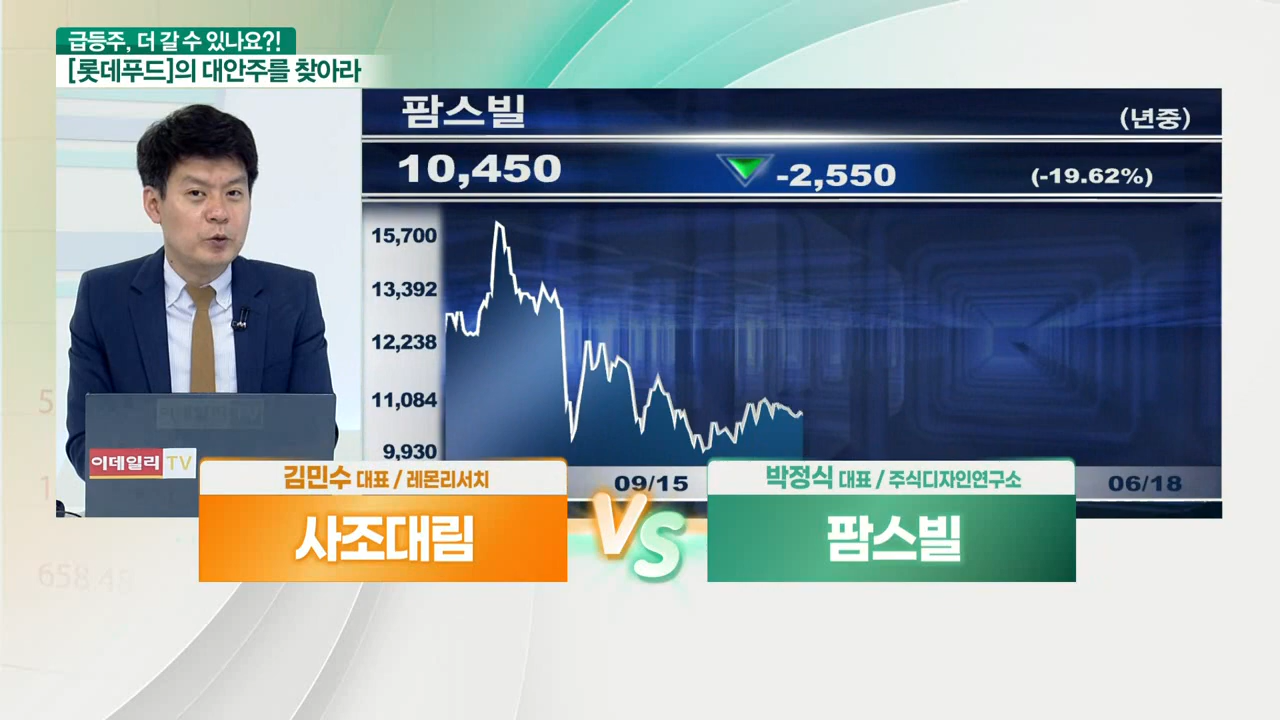 급등주, 더 갈 수 있나요?!
[롯데푸드]의 대안주를 찾아라
팜스빌
(년중)
10,450
-2,550
(-19.62%)
15,700
13,392
12,238
11,084
9,930
09/15
06/18
이데일리 TV
김민수 대표 / 레몬리서치
사조대림
VS
박정식 대표 / 주식디자인연구소
팜스빌